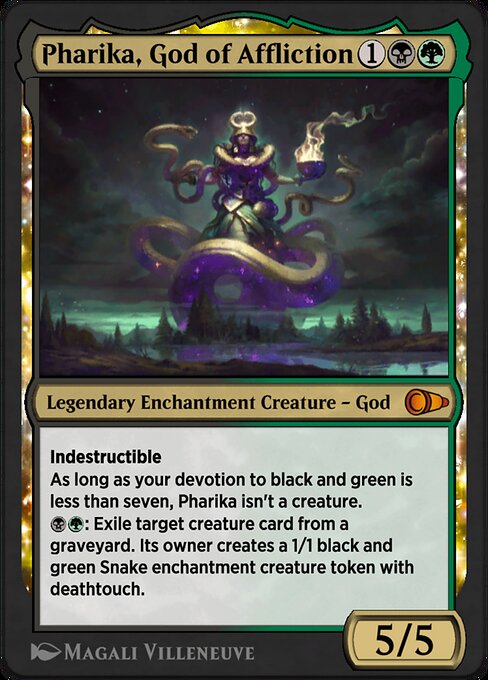 Pharika, God of Affliction 1
Legendary Enchantment Creature – God
Indestructible
As long as your devotion to black and green is
less than seven, Pharika isn't a creature.
: Exile target creature card from a
graveyard. Its owner creates a 1/1 black and
green Snake enchantment creature token with
deathtouch.
5/5
MAGALI VILLENEUVE